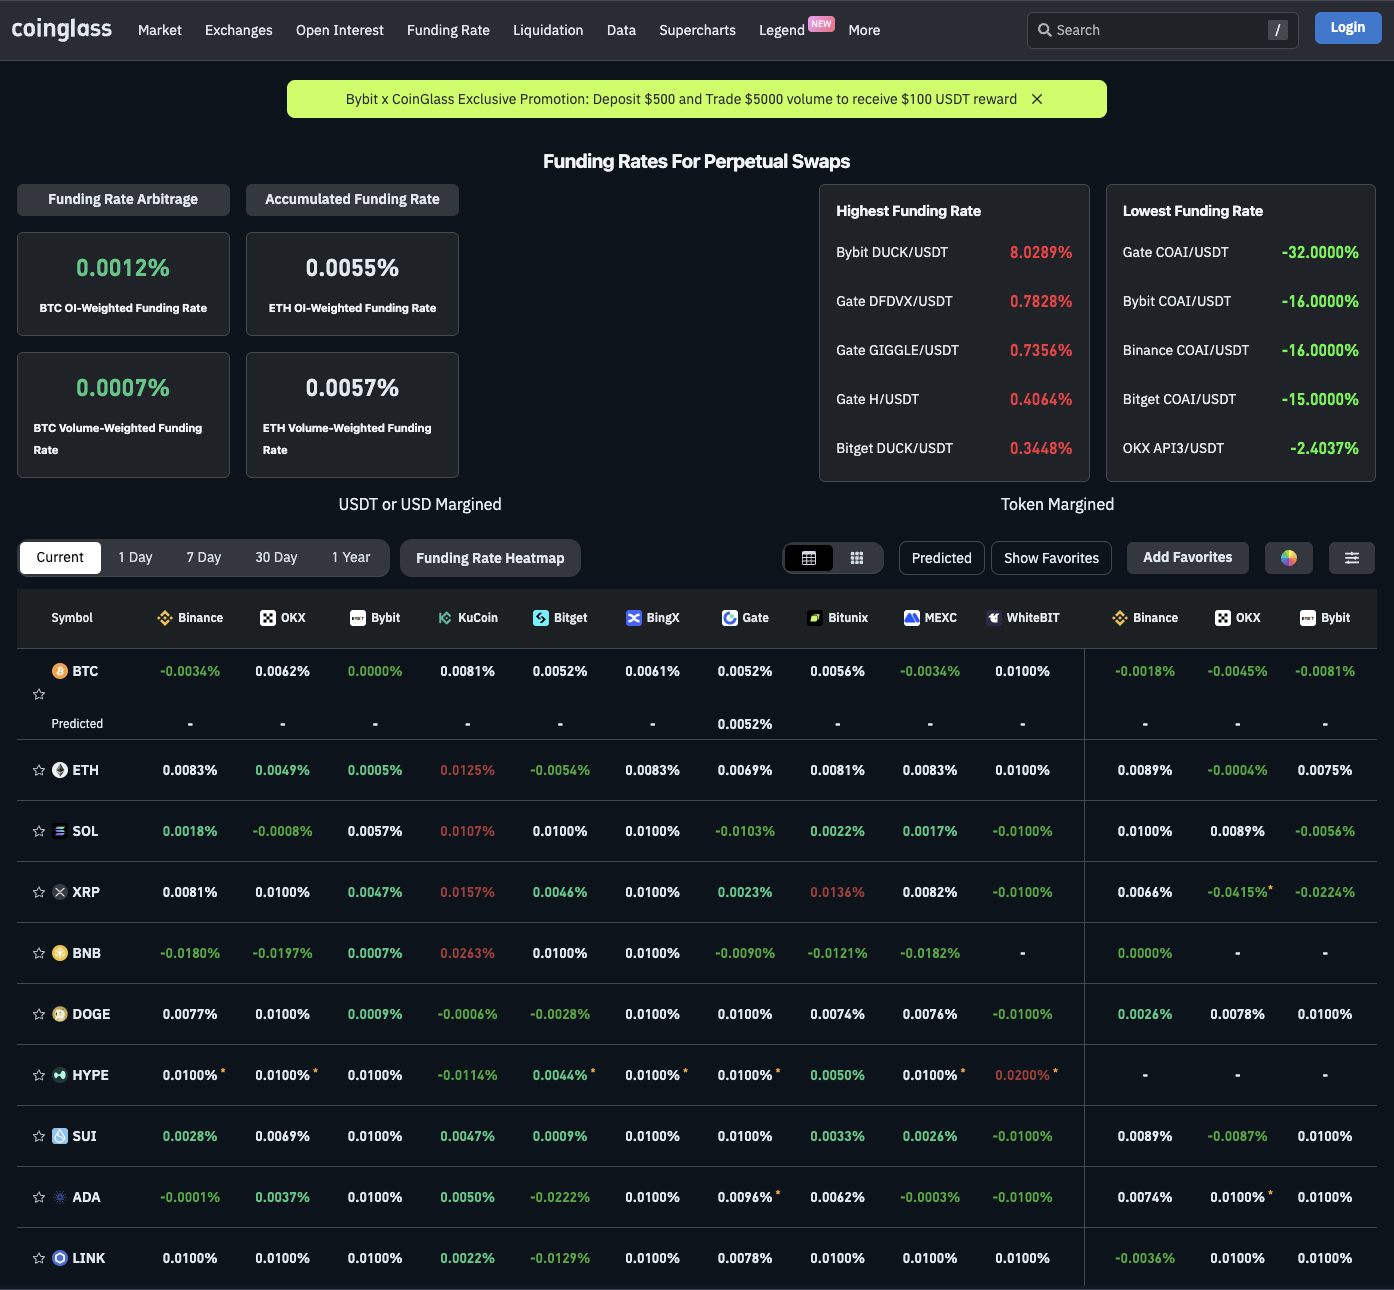 coinglass Market Exchanges Open Interest Funding Rate Liquidation Data Supercharts Legend NEW More Search / Login
Bybit x CoinGlass Exclusive Promotion: Deposit $500 and Trade $5000 volume to receive $100 USDT reward ×
Funding Rates For Perpetual Swaps
Funding Rate Arbitrage Accumulated Funding Rate
0.0012%
BTC OI-Weighted Funding Rate
0.0055%
ETH OI-Weighted Funding Rate
0.0007%
BTC Volume-Weighted Funding
Rate
0.0057%
ETH Volume-Weighted Funding
Rate
Highest Funding Rate
Bybit DUCK/USDT 8.0289%
Gate DFDVX/USDT 0.7828%
Gate GIGGLE/USDT 0.7356%
Gate H/USDT 0.4064%
Bitget DUCK/USDT 0.3448%
Lowest Funding Rate
Gate COAI/USDT -32.0000%
Bybit COAI/USDT -16.0000%
Binance COAI/USDT -16.0000%
Bitget COAI/USDT -15.0000%
OKX API3/USDT -2.4037%
USDT or USD Margined Token Margined
Current 1 Day 7 Day 30 Day 1 Year Funding Rate Heatmap Predicted Show Favorites Add Favorites
Symbol Binance OKX Bybit KuCoin Bitget BingX Gate Bitunix MEXC WhiteBIT Binance OKX Bybit
BTC -0.0034% 0.0062% 0.0000% 0.0081% 0.0052% 0.0061% 0.0052% 0.0056% -0.0034% 0.0100% -0.0018% -0.0045% -0.0081%
Predicted - - - - - - 0.0052% - - - - - -
ETH 0.0083% 0.0049% 0.0005% 0.0125% -0.0054% 0.0083% 0.0069% 0.0081% 0.0083% 0.0100% 0.0089% -0.0004% 0.0075%
SOL 0.0018% -0.0008% 0.0057% 0.0107% 0.0100% 0.0100% -0.0103% 0.0022% 0.0017% -0.0100% 0.0100% 0.0089% -0.0056%
XRP 0.0081% 0.0100% 0.0047% 0.0157% 0.0046% 0.0100% 0.0023% 0.0136% 0.0082% -0.0100% 0.0066% -0.0415%* -0.0224%
BNB -0.0180% -0.0197% 0.0007% 0.0263% 0.0100% 0.0100% -0.0090% -0.0121% -0.0182% - 0.0000% - -
DOGE 0.0077% 0.0100% 0.0009% -0.0006% -0.0028% 0.0100% 0.0100% 0.0074% 0.0076% -0.0100% 0.0026% 0.0078% 0.0100%
HYPE 0.0100%* 0.0100%* 0.0100% -0.0114% 0.0044%* 0.0100%* 0.0100%* 0.0050% 0.0100%* 0.0200%* - - -
SUI 0.0028% 0.0069% 0.0100% 0.0047% 0.0009% 0.0100% 0.0100% 0.0033% 0.0026% -0.0100% 0.0089% -0.0087% 0.0100%
ADA -0.0001% 0.0037% 0.0100% 0.0050% -0.0222% 0.0100% 0.0096%* 0.0062% -0.0003% -0.0100% 0.0074% 0.0100%* 0.0100%
LINK 0.0100% 0.0100% 0.0100% 0.0022% -0.0129% 0.0100% 0.0078% 0.0100% 0.0100% 0.0100% -0.0036% 0.0100% 0.0100%